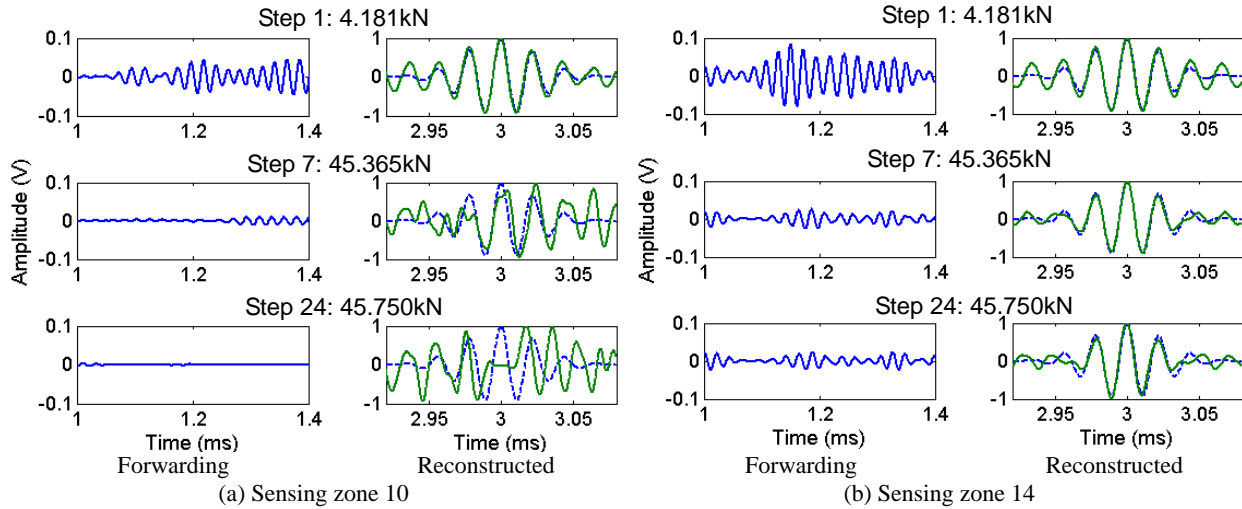 Step 1: 4.181kN
0.1
0
-0.1
1 1.2 1.4
1
0
-1
2.95 3 3.05
Step 7: 45.365kN
Amplitude (V)
0.1
0
-0.1
1 1.2 1.4
1
0
-1
2.95 3 3.05
Step 24: 45.750kN
0.1
0
-0.1
1 1.2 1.4
1
0
-1
2.95 3 3.05
Time (ms) Time (ms)
Forwarding Reconstructed
(a) Sensing zone 10
Step 1: 4.181kN
0.1
0
-0.1
1 1.2 1.4
1
0
-1
2.95 3 3.05
Step 7: 45.365kN
Amplitude (V)
0.1
0
-0.1
1 1.2 1.4
1
0
-1
2.95 3 3.05
Step 24: 45.750kN
0.1
0
-0.1
1 1.2 1.4
1
0
-1
2.95 3 3.05
Time (ms) Time (ms)
Forwarding Reconstructed
(b) Sensing zone 14